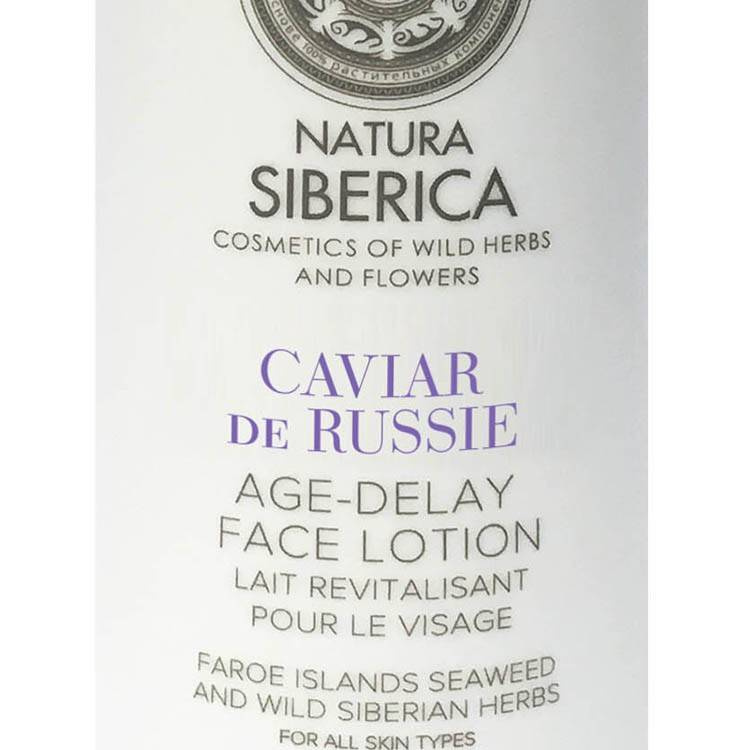 основе 100% растительных
NATURA
SIBERICA
COSMETICS OF WILD HERBS
AND FLOWERS
CAVIAR
DE RUSSIE
AGE-DELAY
FACE LOTION
LAIT REVITALISANT
POUR LE VISAGE
FAROE ISLANDS SEAWEED
AND WILD SIBERIAN HERBS
FOR ALL SKIN TYPES